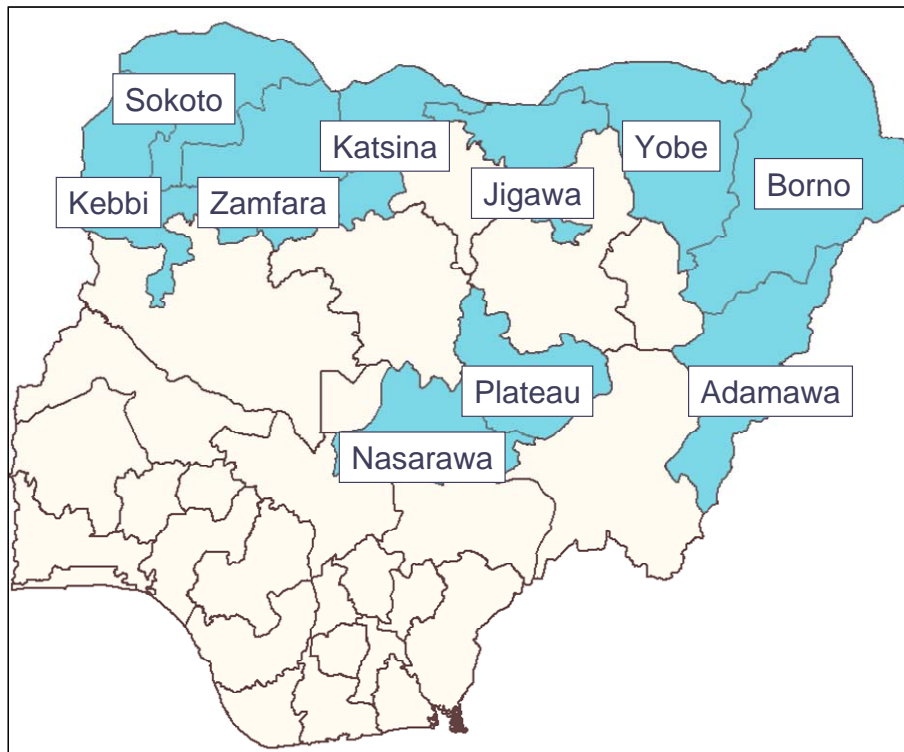 Sokoto
Katsina
Yobe
Borno
Kebbi
Zamfara
Jigawa
Plateau
Adamawa
Nasarawa